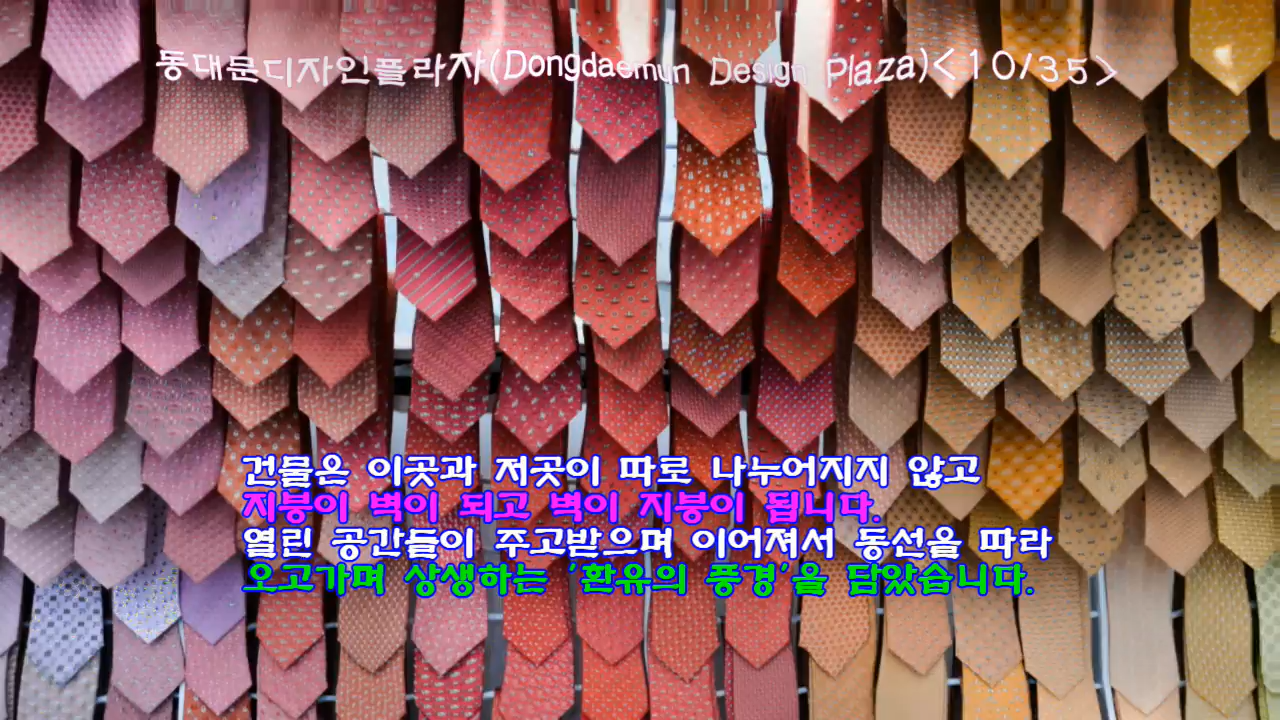 동대문디자인플라자(Dongdaemun Design Plaza)<10/35>
건물은 이곳과 저곳이 따로 나누어지지 않고
지붕이 벽이 되고 벽이 지붕이 됩니다.
열린 공간들이 주고받으며 이어져서 동선을 따라
오고가며 상생하는 '환유의 풍경'을 담았습니다.